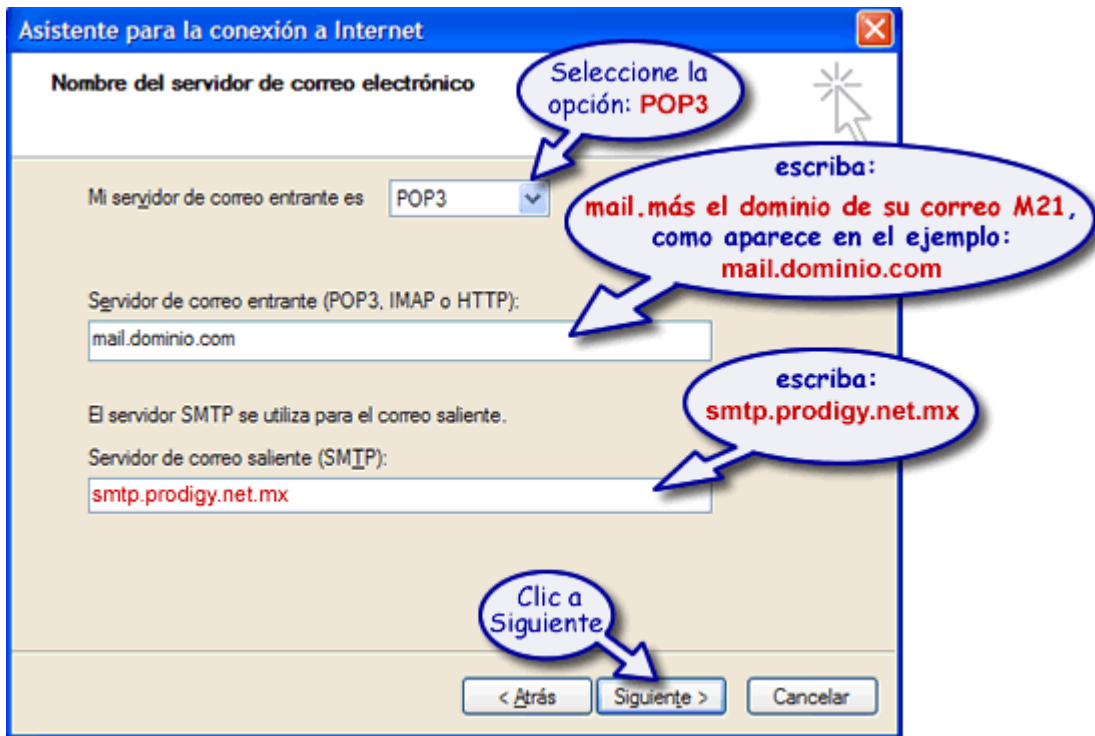 Asistente para la conexión a Internet
Nombre del servidor de correo electrónico
Seleccione la
opción: POP3
Mi servidor de correo entrante es POP3
escriba:
mail.más el dominio de su correo M21,
como aparece en el ejemplo:
mail.dominio.com
Servidor de correo entrante (POP3, IMAP o HTTP):
mail.dominio.com
escriba:
smtp.prodigy.net.mx
El servidor SMTP se utiliza para el correo saliente.
Servidor de correo saliente (SMTP):
smtp.prodigy.net.mx
Clic a
Siguiente
< Atrás Siguiente > Cancelar